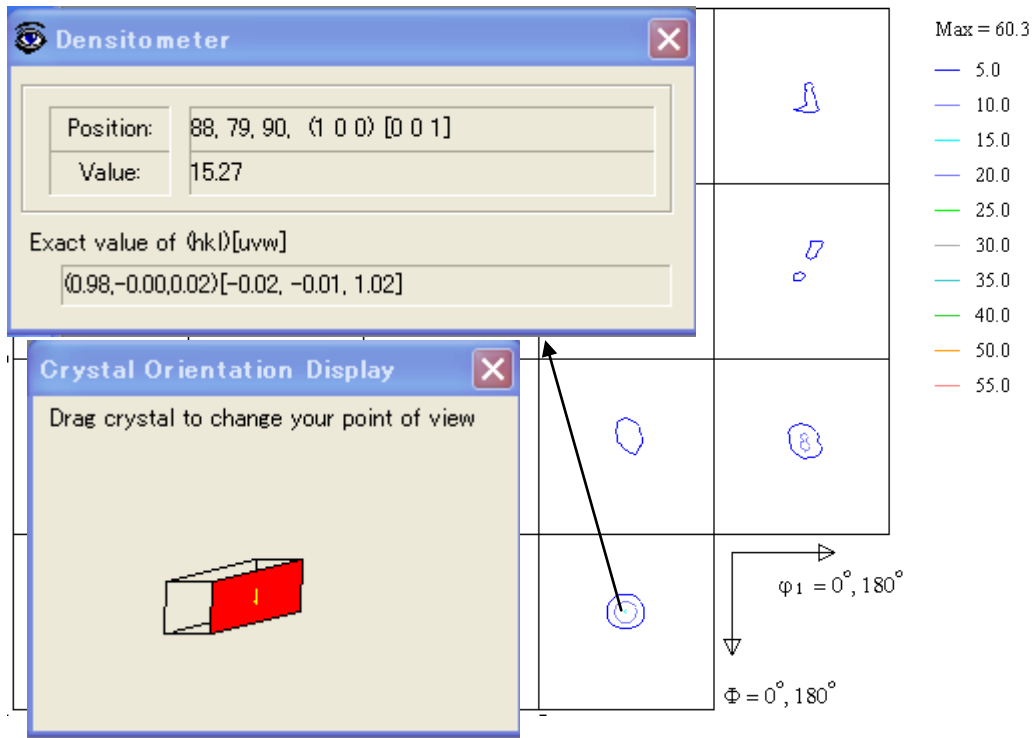 Densitometer
Position: 88, 79, 90, (1 0 0) [0 0 1]
Value: 15.27
Exact value of (hkl)[uvw]
(0.98,-0.00,0.02)[-0.02, -0.01, 1.02]
Crystal Orientation Display
Drag crystal to change your point of view
Max = 60.3
5.0
10.0
15.0
20.0
25.0
30.0
35.0
40.0
50.0
55.0
φ1 = 0°, 180°
Φ = 0°, 180°